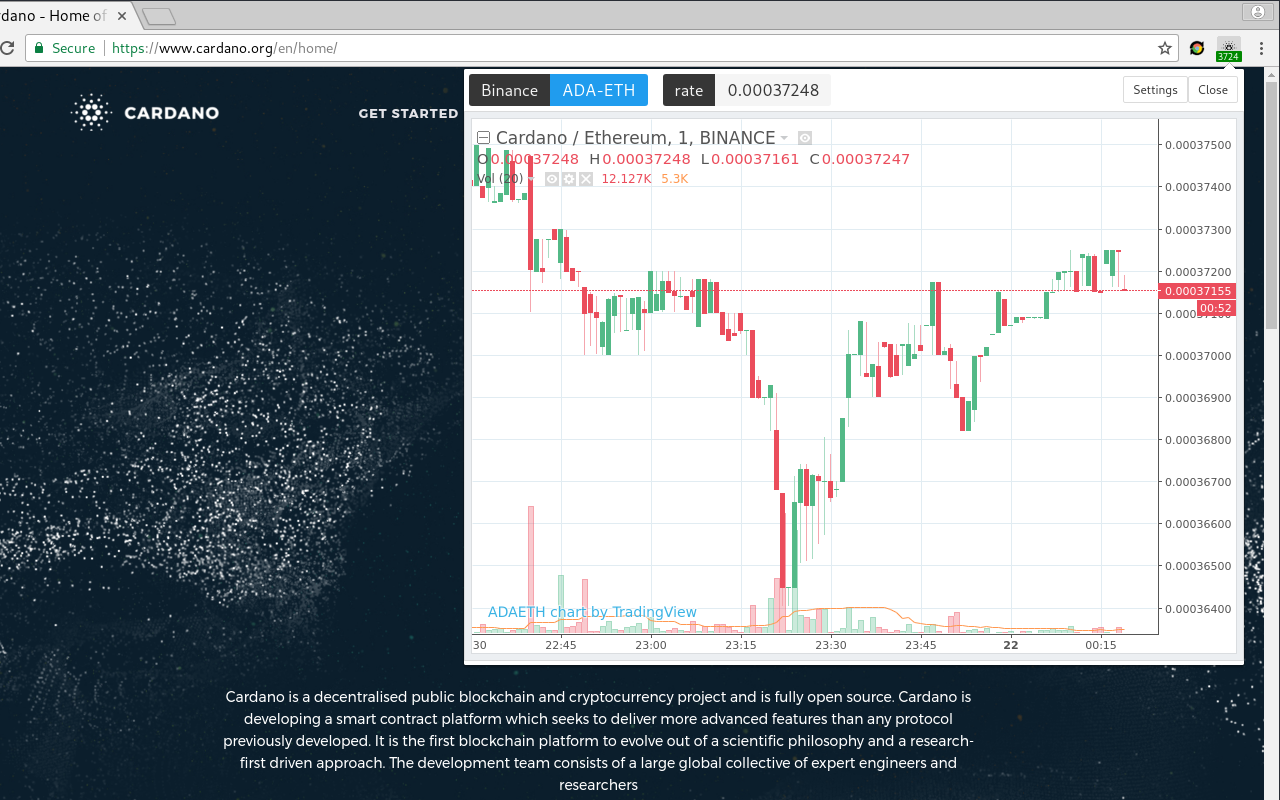 rdano - Home of
Secure https://www.cardano.org/en/home/
3724
CARDANO
GET STARTED
Binance ADA-ETH rate 0.00037248 Settings Close
Cardano / Ethereum, 1, BINANCE
O0.00037248 H0.00037248 L0.00037161 C0.00037247
Vol (20) 12.127K 5.3K
0.00037500
0.00037400
0.00037300
0.00037200
0.00037155
00:52
0.00037100
0.00037000
0.00036900
0.00036800
0.00036700
0.00036600
0.00036500
0.00036400
ADAETH chart by TradingView
30 22:45 23:00 23:15 23:30 23:45 22 00:15
Cardano is a decentralised public blockchain and cryptocurrency project and is fully open source. Cardano is
developing a smart contract platform which seeks to deliver more advanced features than any protocol
previously developed. It is the first blockchain platform to evolve out of a scientific philosophy and a research-
first driven approach. The development team consists of a large global collective of expert engineers and
researchers